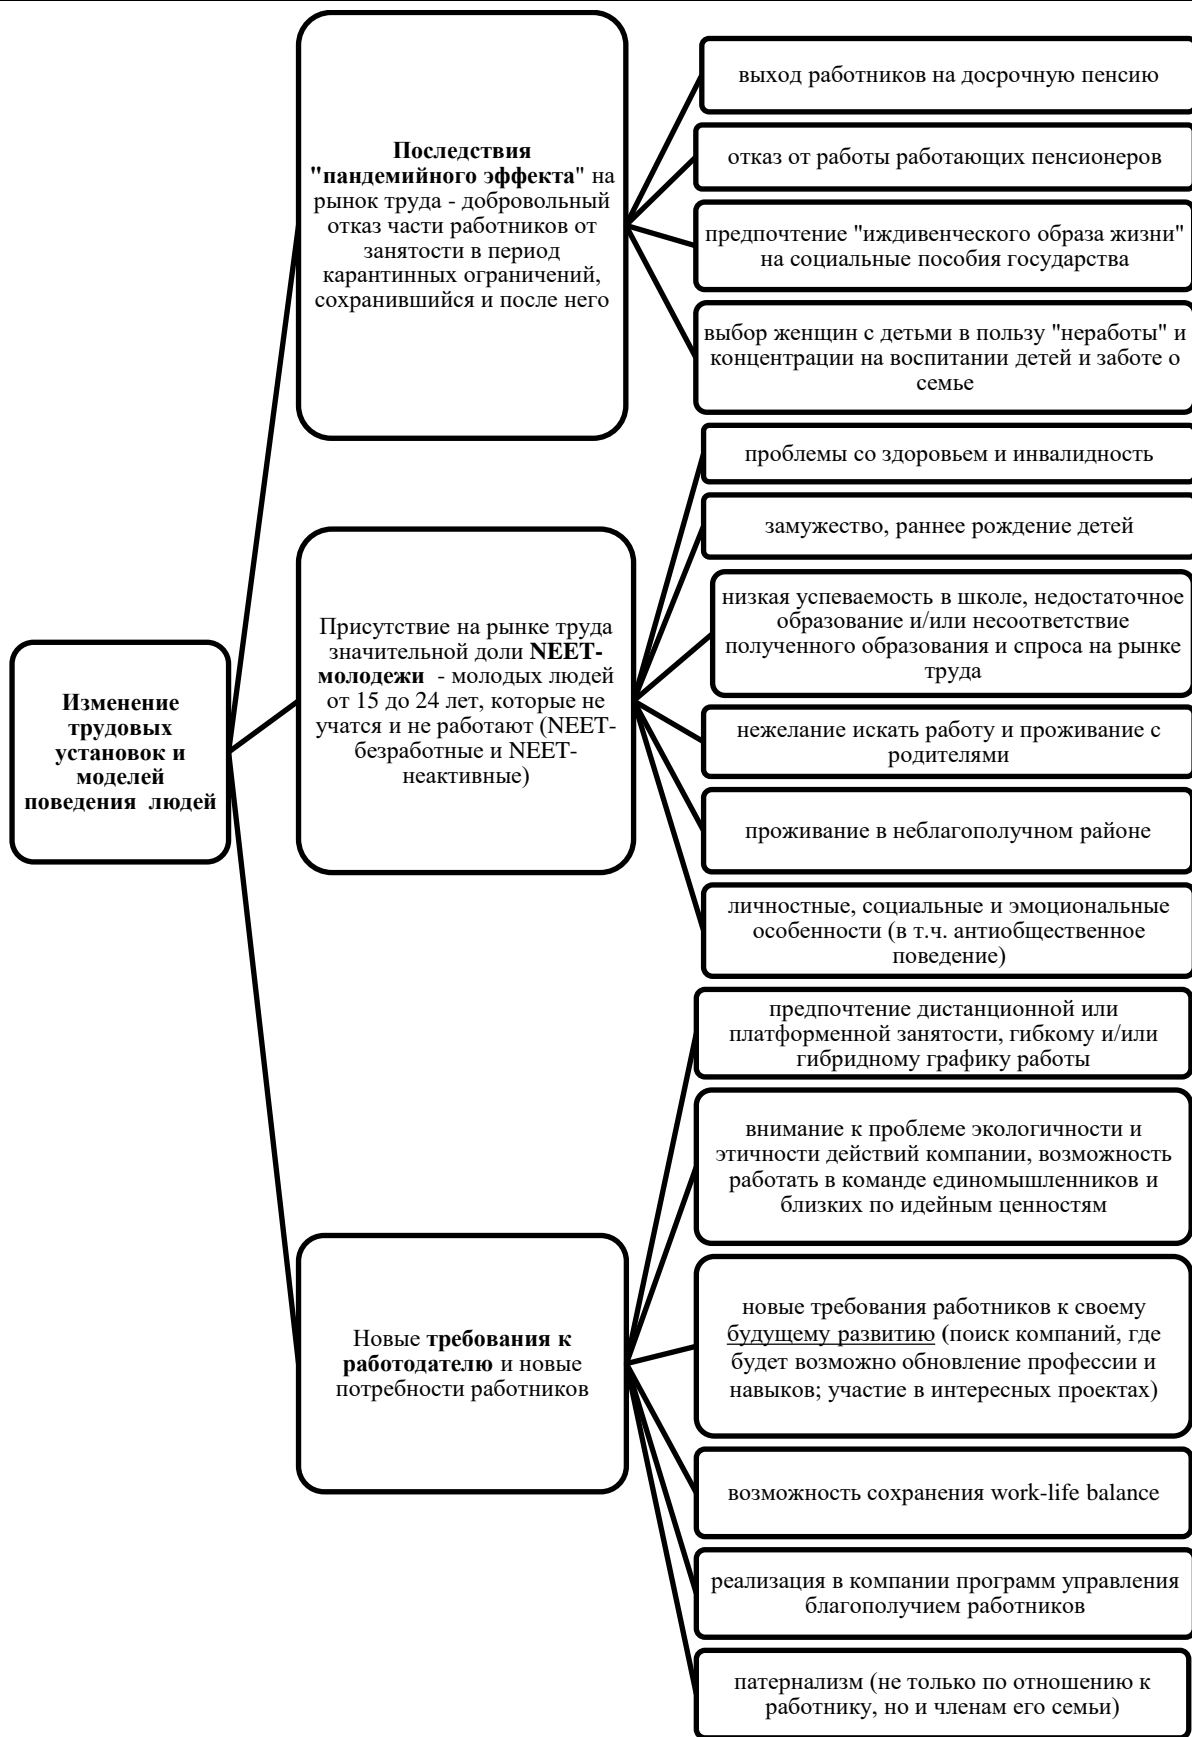 Изменение
трудовых
установок и
моделей
поведения людей
Последствия
"пандемийного эффекта" на
рынок труда - добровольный
отказ части работников от
занятости в период
карантинных ограничений,
сохранившийся и после него
выход работников на досрочную пенсию
отказ от работы работающих пенсионеров
предпочтение "иждивенческого образа жизни"
на социальные пособия государства
выбор женщин с детьми в пользу "неработы" и
концентрации на воспитании детей и заботе о
семье
Присутствие на рынке труда
значительной доли NEET-
молодежи - молодых людей
от 15 до 24 лет, которые не
учатся и не работают (NEET-
безработные и NEET-
неактивные)
проблемы со здоровьем и инвалидность
замужество, раннее рождение детей
низкая успеваемость в школе, недостаточное
образование и/или несоответствие
полученного образования и спроса на рынке
труда
нежелание искать работу и проживание с
родителями
проживание в неблагополучном районе
личностные, социальные и эмоциональные
особенности (в т.ч. антиобщественное
поведение)
Новые требования к
работодателю и новые
потребности работников
предпочтение дистанционной или
платформенной занятости, гибкому и/или
гибридному графику работы
внимание к проблеме экологичности и
этичности действий компании, возможность
работать в команде единомышленников и
близких по идейным ценностям
новые требования работников к своему
будущему развитию (поиск компаний, где
будет возможно обновление профессии и
навыков; участие в интересных проектах)
возможность сохранения work-life balance
реализация в компании программ управления
благополучием работников
патернализм (не только по отношению к
работнику, но и членам его семьи)